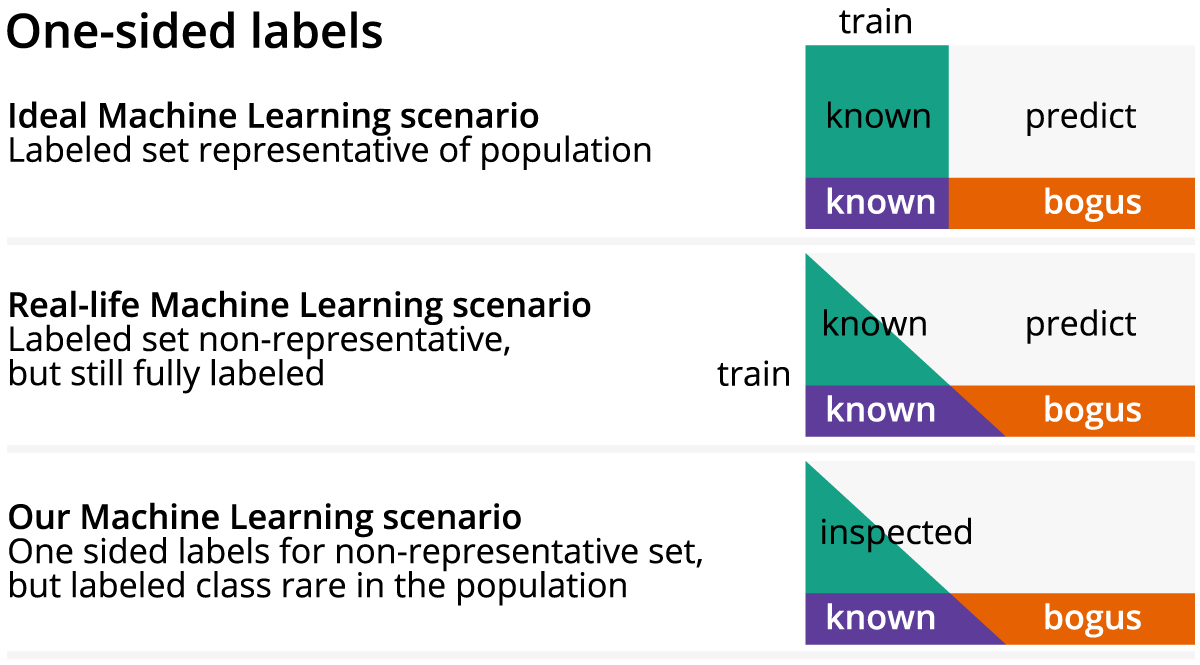 One-sided labels
train
Ideal Machine Learning scenario
Labeled set representative of population
known
predict
known
bogus
Real-life Machine Learning scenario
Labeled set non-representative,
but still fully labeled
train
known
predict
known
bogus
Our Machine Learning scenario
One sided labels for non-representative set,
but labeled class rare in the population
inspected
known
bogus